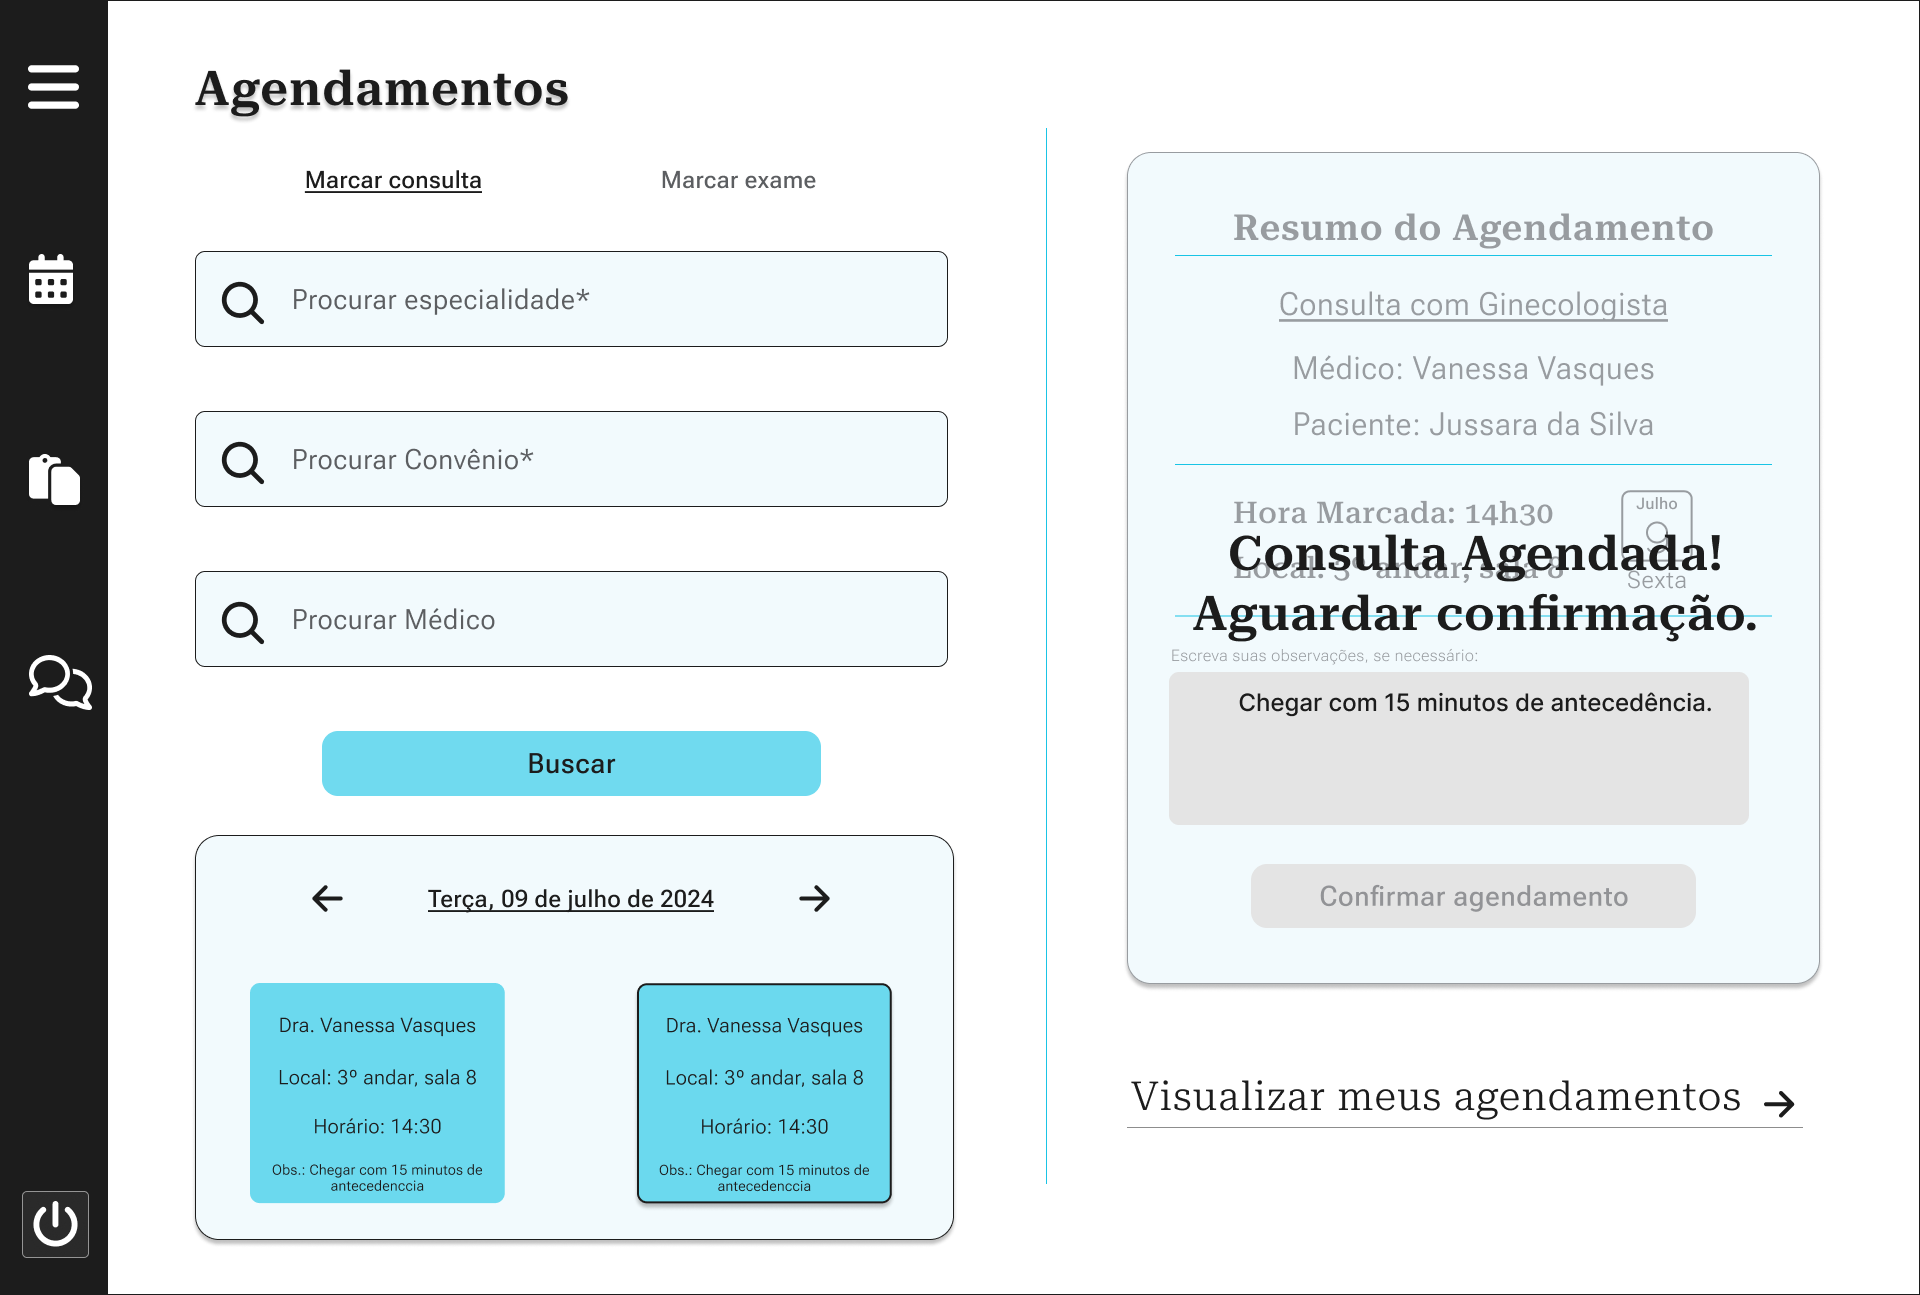 Agendamentos
Marcar consulta
Marcar exame
Procurar especialidade*
Procurar Convênio*
Procurar Médico
Buscar
Terça, 09 de julho de 2024
Dra. Vanessa Vasques
Local: 3º andar, sala 8
Horário: 14:30
Obs.: Chegar com 15 minutos de
antecedenccia
Dra. Vanessa Vasques
Local: 3º andar, sala 8
Horário: 14:30
Obs.: Chegar com 15 minutos de
antecedenccia
Resumo do Agendamento
Consulta com Ginecologista
Médico: Vanessa Vasques
Paciente: Jussara da Silva
Hora Marcada: 14h30
Julho
Consulta Agendada!
Local: 3º andar, sala 8
Sexta
Aguardar confirmação.
Escreva suas observações, se necessário:
Chegar com 15 minutos de antecedência.
Confirmar agendamento
Visualizar meus agendamentos